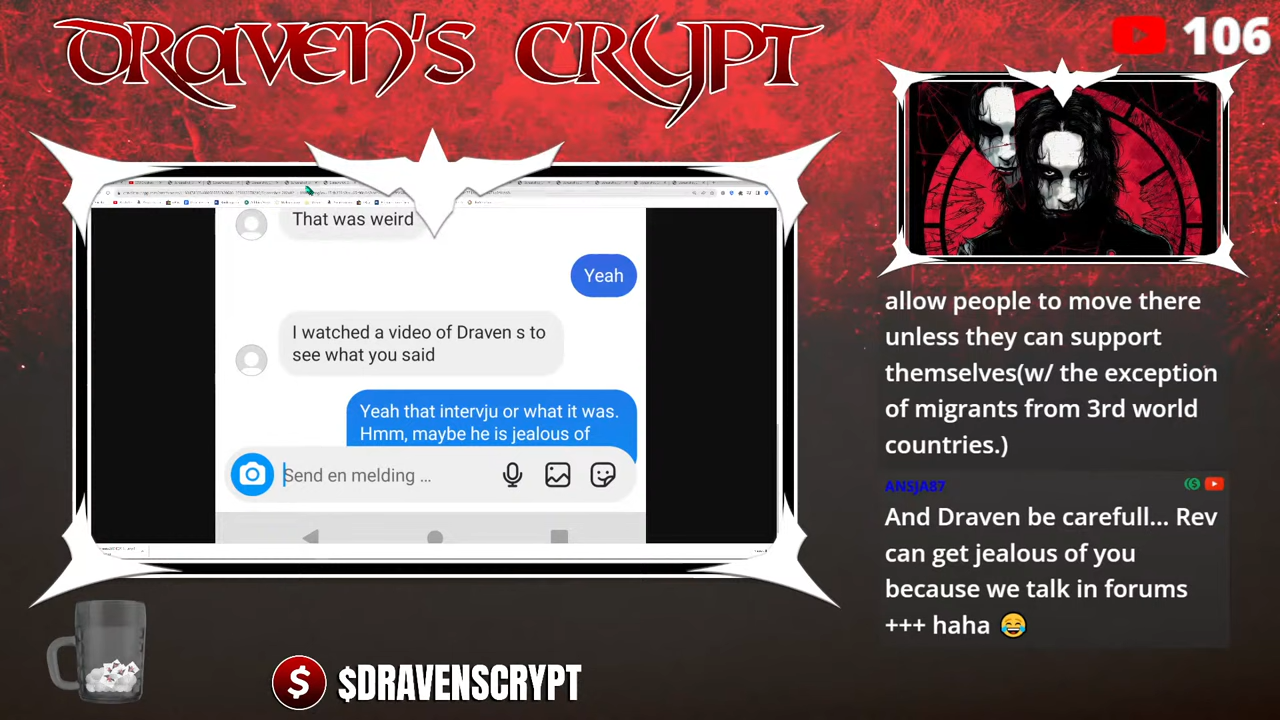 DRAVEN'S CRYPT
106
That was weird
Yeah
I watched a video of Draven s to
see what you said
Yeah that intervju or what it was.
Hmm, maybe he is jealous of
Send en melding ...
allow people to move there
unless they can support
themselves(w/ the exception
of migrants from 3rd world
countries.)
ANSJA87
And Draven be carefull... Rev
can get jealous of you
because we talk in forums
+++ haha 😂
$ $DRAVENSCRYPT